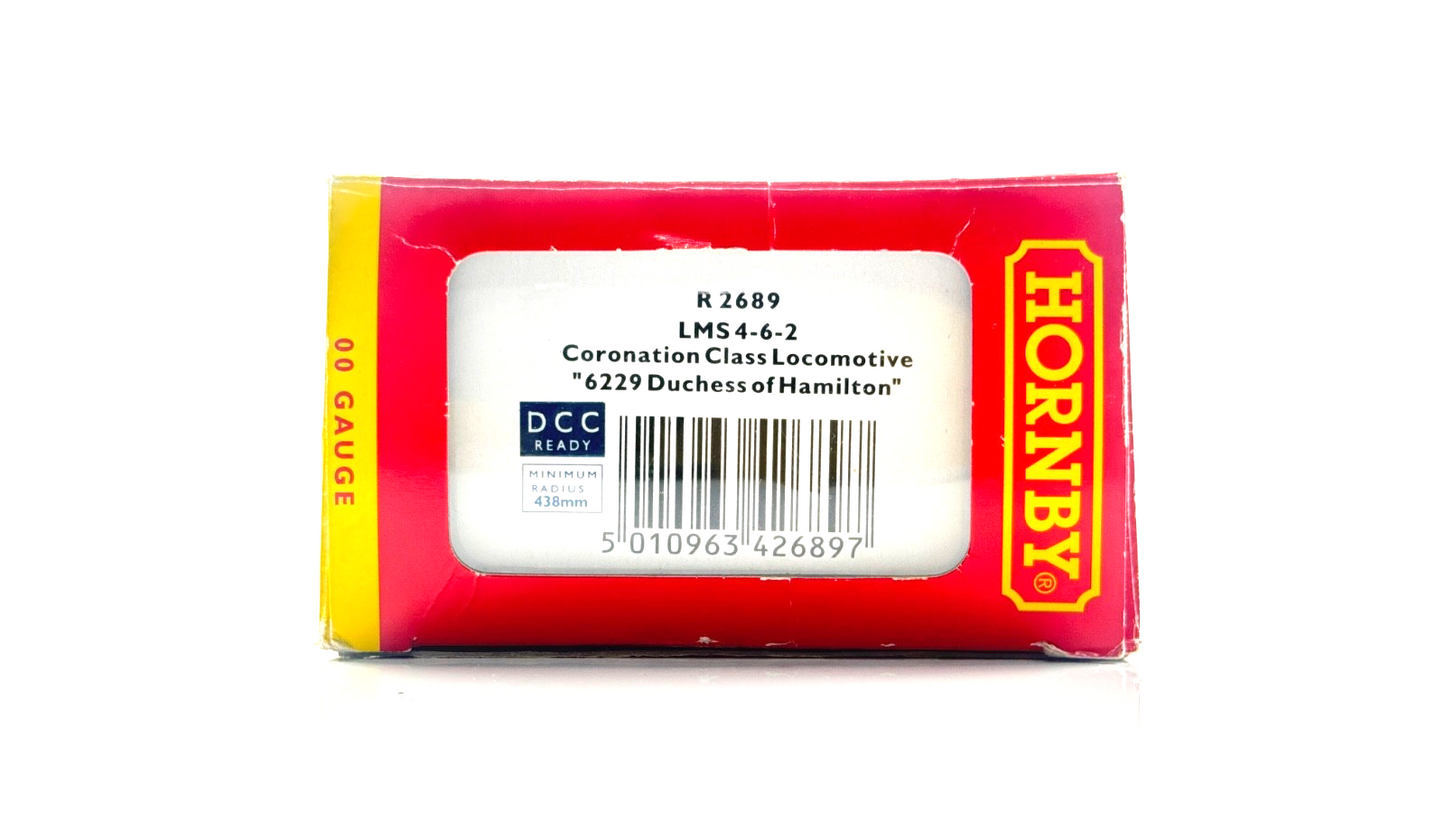 00 GAUGE
R 2689
LMS 4-6-2
Coronation Class Locomotive
"6229 Duchess of Hamilton"
DCC
READY
MINIMUM
RADIUS
438mm
5 010963 426897
HORNBY®